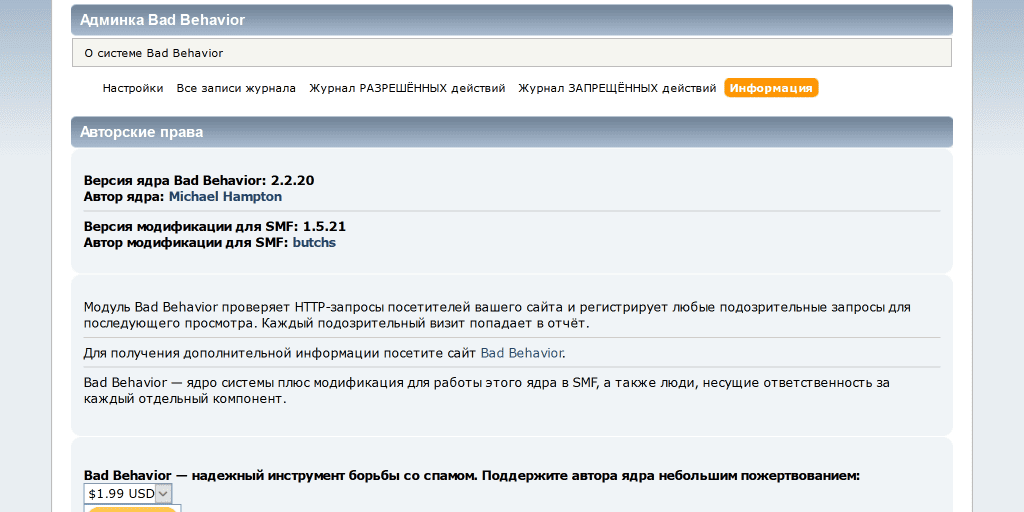 Админка Bad Behavior
О системе Bad Behavior
Настройки Все записи журнала Журнал РАЗРЕШЁННЫХ действий Журнал ЗАПРЕЩЁННЫХ действий Информация
Авторские права
Версия ядра Bad Behavior: 2.2.20
Автор ядра: Michael Hampton
Версия модификации для SMF: 1.5.21
Автор модификации для SMF: butchs
Модуль Bad Behavior проверяет HTTP-запросы посетителей вашего сайта и регистрирует любые подозрительные запросы для
последующего просмотра. Каждый подозрительный визит попадает в отчёт.
Для получения дополнительной информации посетите сайт Bad Behavior.
Bad Behavior — ядро системы плюс модификация для работы этого ядра в SMF, а также люди, несущие ответственность за
каждый отдельный компонент.
Bad Behavior — надежный инструмент борьбы со спамом. Поддержите автора ядра небольшим пожертвованием:
$1.99 USD